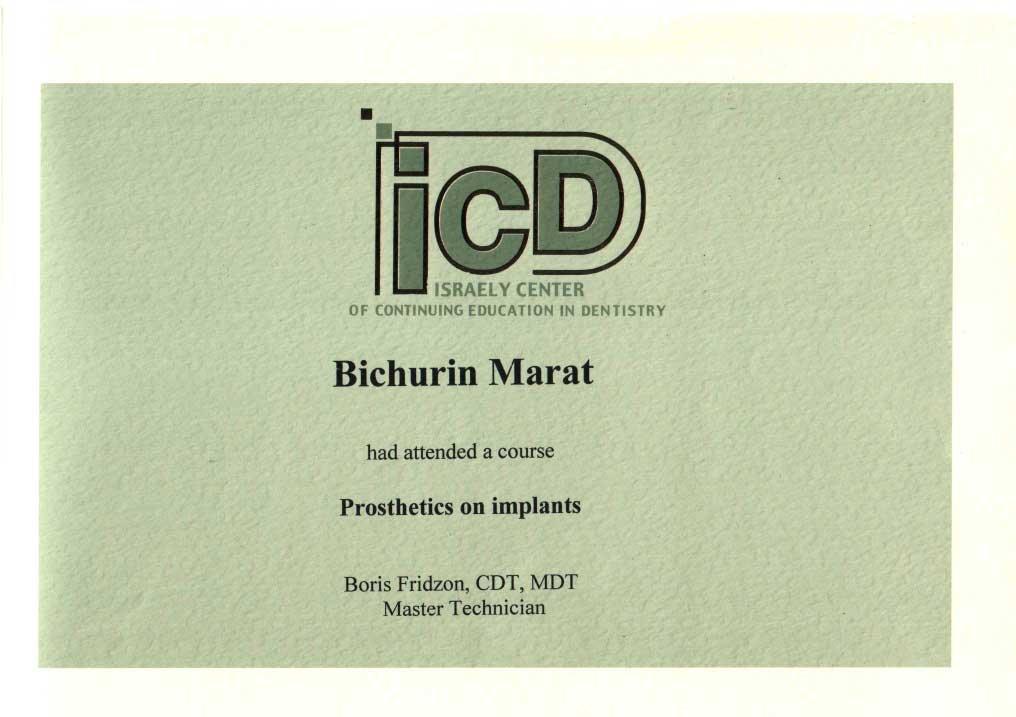 iCD
ISRAELY CENTER
OF CONTINUING EDUCATION IN DENTISTRY
Bichurin Marat
had attended a course
Prosthetics on implants
Boris Fridzon, CDT, MDT
Master Technician